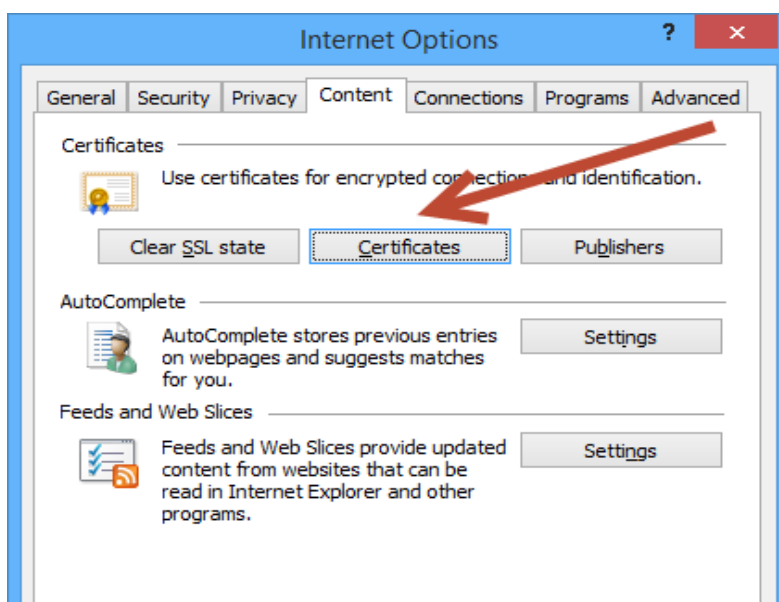 Internet Options
?
×
General Security Privacy Content Connections Programs Advanced
Certificates
Use certificates for encrypted connections and identification.
Clear SSL state Certificates Publishers
AutoComplete
AutoComplete stores previous entries
on webpages and suggests matches
for you.
Settings
Feeds and Web Slices
Feeds and Web Slices provide updated
content from websites that can be
read in Internet Explorer and other
programs.
Settings